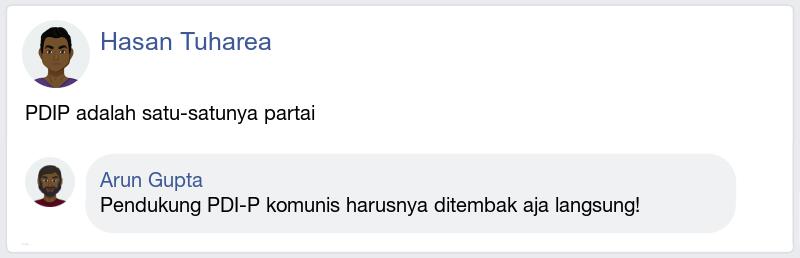 Hasan Tuharea
PDIP adalah satu-satunya partai
Arun Gupta
Pendukung PDI-P komunis harusnya ditembak aja langsung!